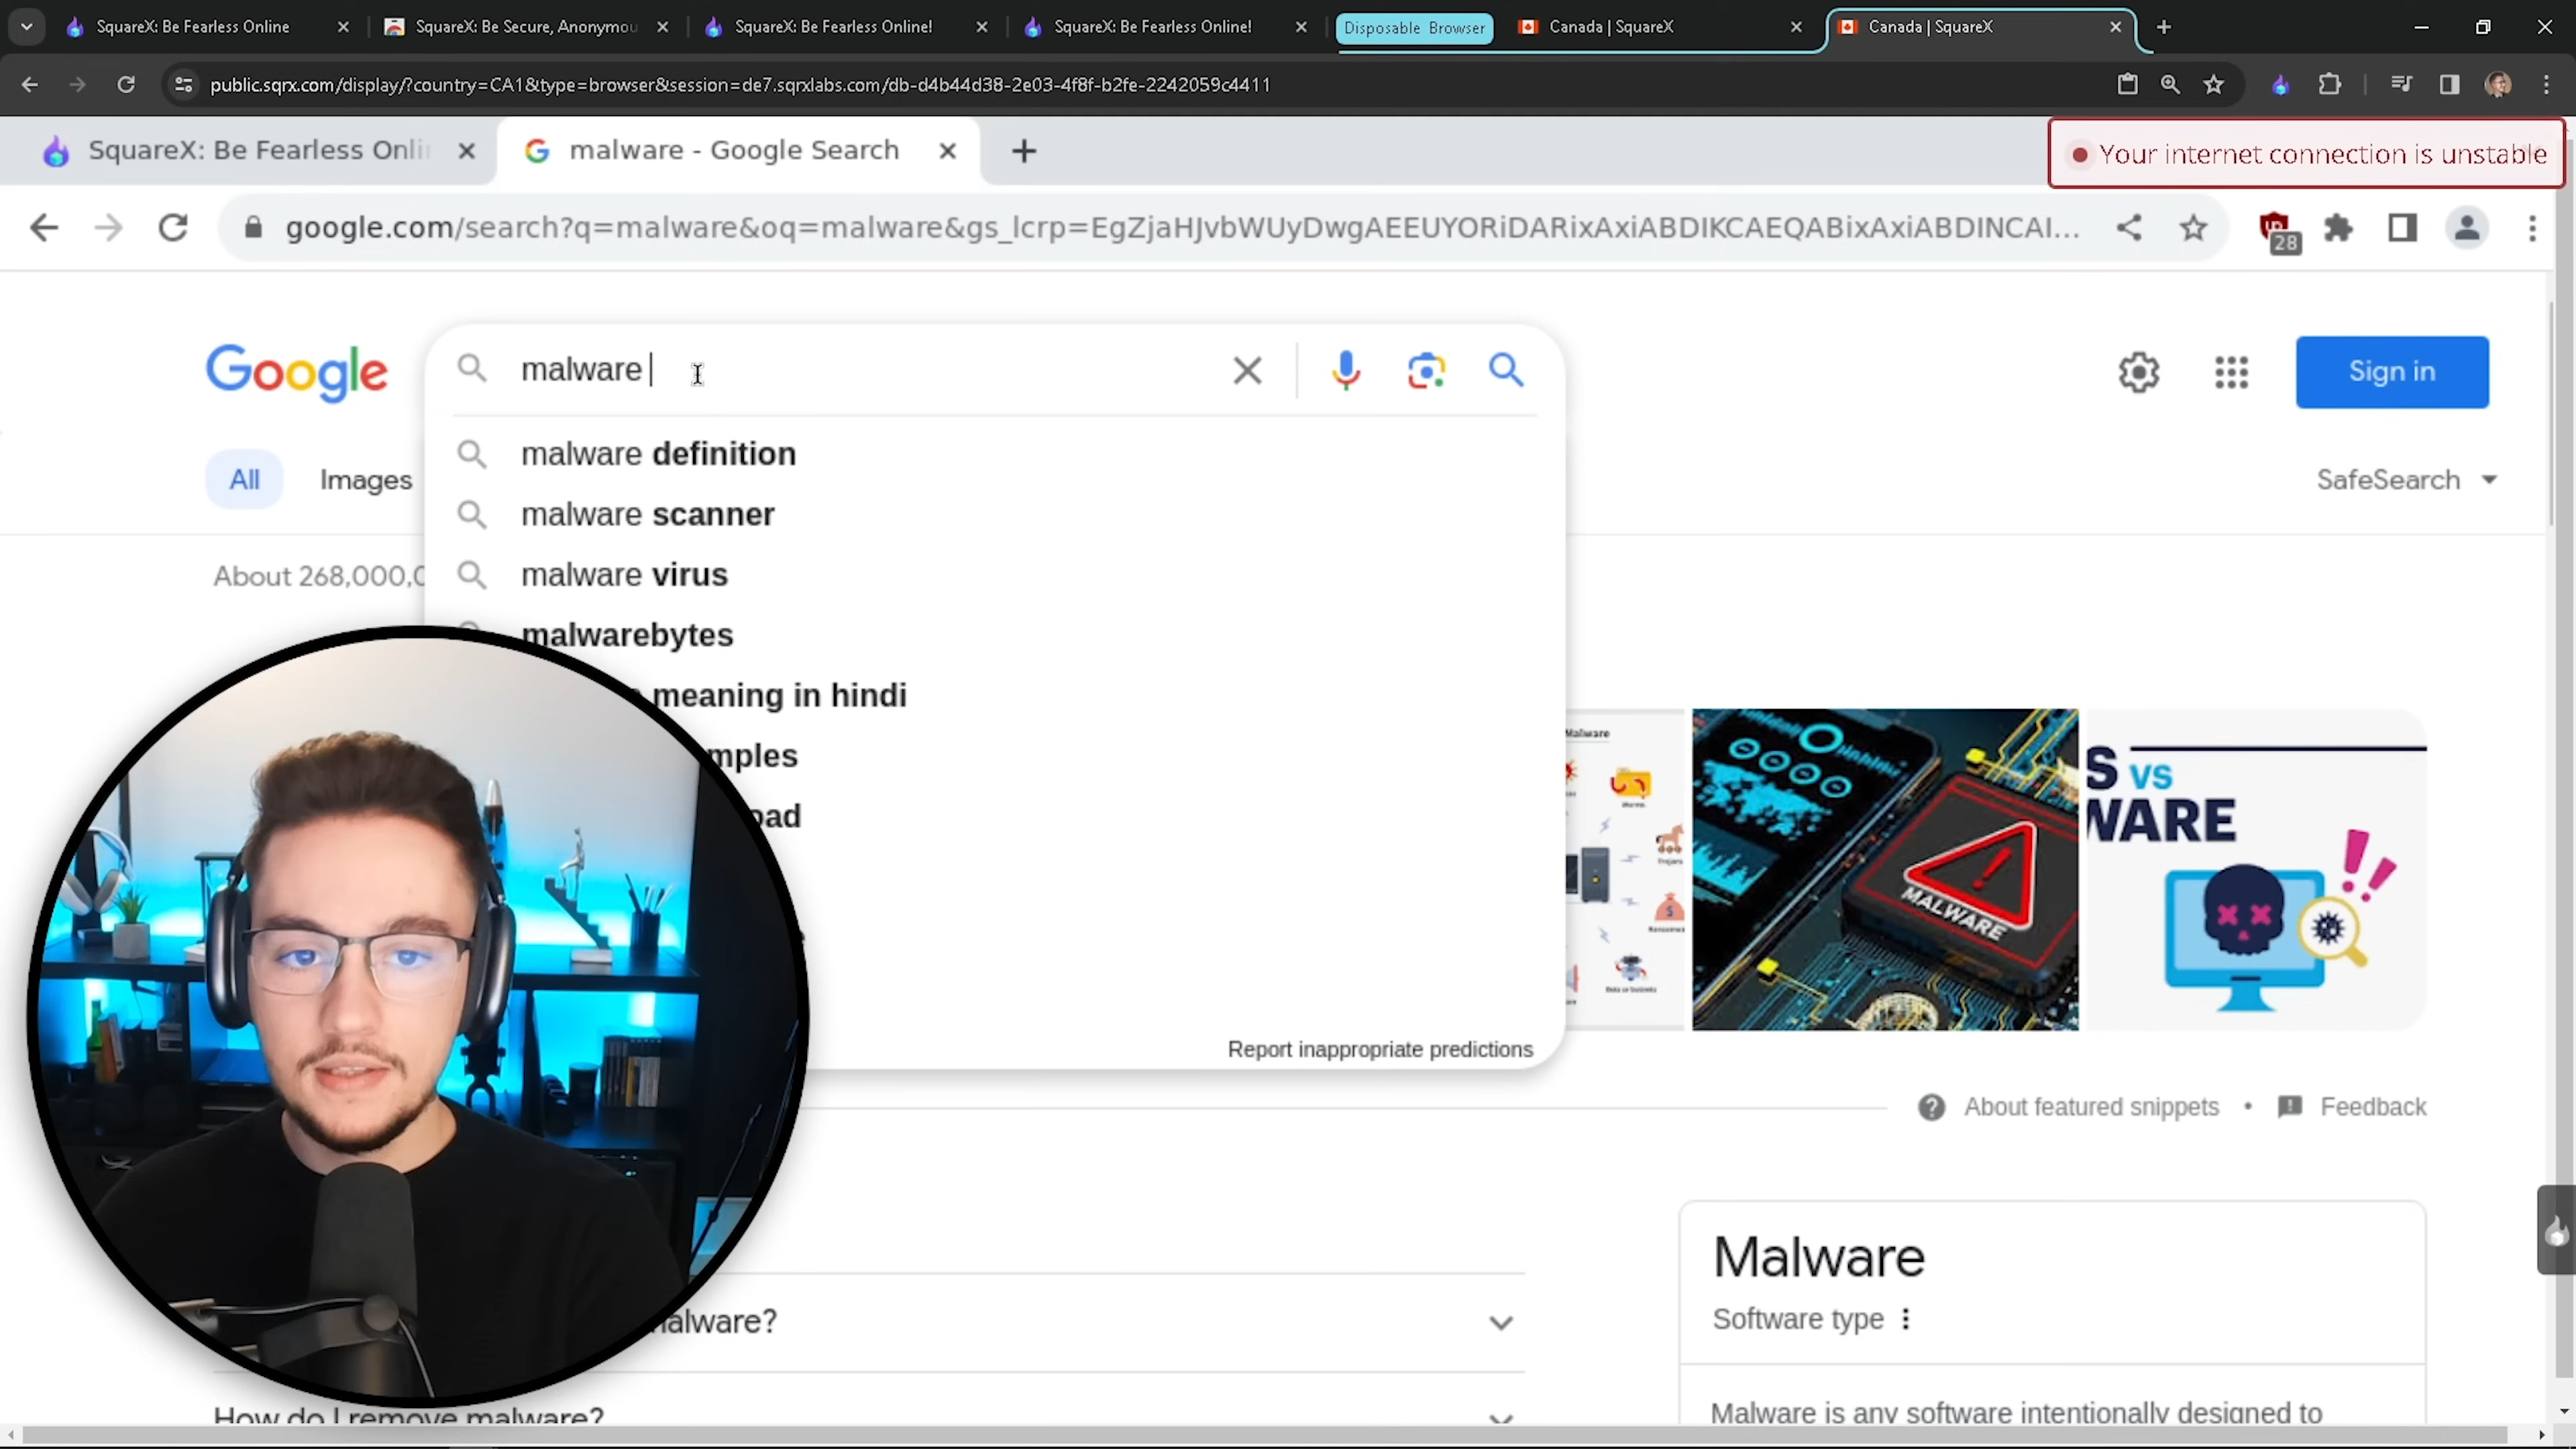 SquareX: Be Fearless Online
SquareX: Be Secure, Anonymou
SquareX: Be Fearless Online!
SquareX: Be Fearless Online!
Disposable Browser
Canada | SquareX
Canada | SquareX
public.sqrx.com/display/?country=CA1&type=browser&session=de7.sqrxlabs.com/db-d4b44d38-2e03-4f8f-b2fe-2242059c4411
SquareX: Be Fearless Onli
malware - Google Search
Your internet connection is unstable
google.com/search?q=malware&oq=malware&gs_lcrp=EgZjaHJvbWUyDwgAEEUYORiDARixAxiABDIKCAEQABixAxiABDINCAI...
28
Google
malware
Sign in
malware definition
All
Images
SafeSearch
malware scanner
About 268,000,0
malware virus
malwarebytes
meaning in hindi
mples
oad
Malware
Trojans
MALWARE
S VS
WARE
Report inappropriate predictions
About featured snippets • Feedback
Malware
Software type
malware?
How do I remove malware?
Malware is any software intentionally designed to